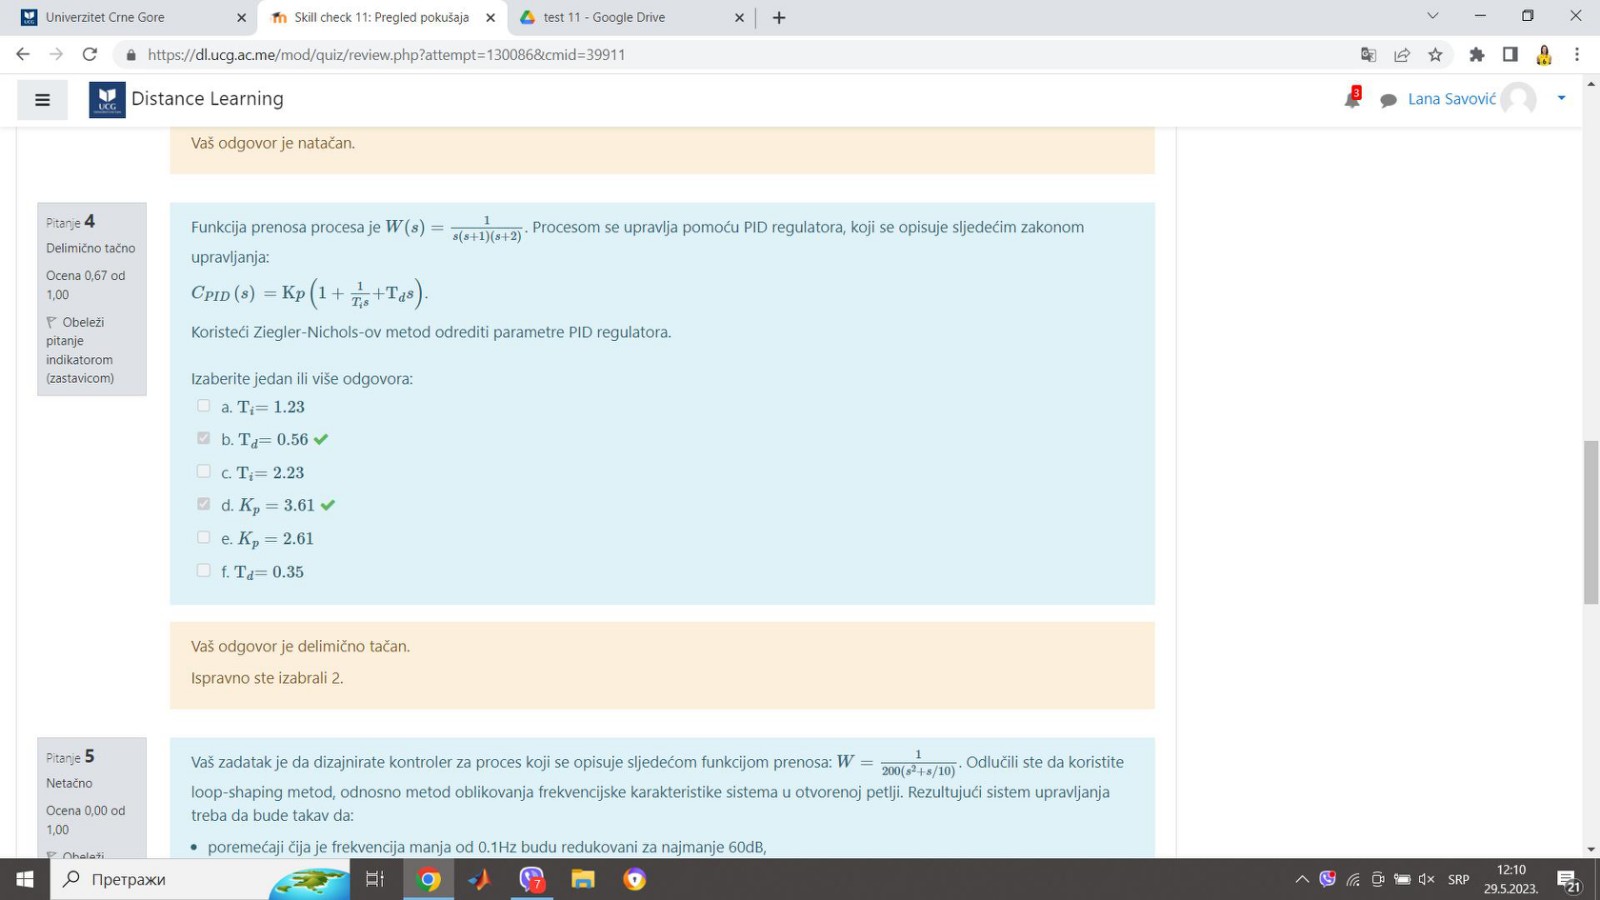 Univerzitet Crne Gore
Skill check 11: Pregled pokušaja
test 11 - Google Drive
https://dl.ucg.ac.me/mod/quiz/review.php?attempt=130086&cmid=39911
UCG
Distance Learning
3
Lana Savović
Vaš odgovor je natačan.
Pitanje 4
Delimično tačno
Ocena 0,67 od
1,00
Obeleži
pitanje
indikatorom
(zastavicom)
Funkcija prenosa procesa je W(s) = 1/(s(s+1)(s+2)). Procesom se upravlja pomoću PID regulatora, koji se opisuje sljedećim zakonom
upravljanja:
C_PID (s) = Kp(1 + 1/(T_i s) + T_d s).
Koristeći Ziegler-Nichols-ov metod odrediti parametre PID regulatora.
Izaberite jedan ili više odgovora:
a. T_i = 1.23
b. T_d = 0.56
c. T_i = 2.23
d. K_p = 3.61
e. K_p = 2.61
f. T_d = 0.35
Vaš odgovor je delimično tačan.
Ispravno ste izabrali 2.
Pitanje 5
Netačno
Ocena 0,00 od
1,00
Obeleži
Vaš zadatak je da dizajnirate kontroler za proces koji se opisuje sljedećom funkcijom prenosa: W = 1/(200(s²+s/10)). Odlučili ste da koristite
loop-shaping metod, odnosno metod oblikovanja frekvencijske karakteristike sistema u otvorenoj petlji. Rezultujući sistem upravljanja
treba da bude takav da:
• poremećaji čija je frekvencija manja od 0.1Hz budu redukovani za najmanje 60dB,
Претражи
7
SRP
12:10
29.5.2023.
21